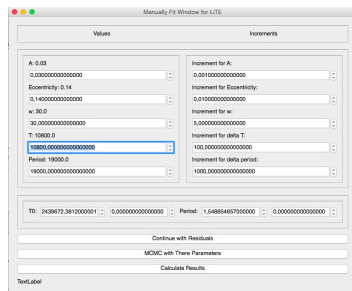 Manually Fit Window for LiTE
Values Increments
A: 0.03 Increment for A:
0,030000000000000 0,001000000000000
Eccentricity: 0.14 Increment for Eccentricity:
0,140000000000000 0,010000000000000
w: 30.0 Increment for w:
30,000000000000000 5,000000000000000
T: 10800.0 Increment for delta T:
10800,000000000000000 100,000000000000000
Period: 19000.0 Increment for delta period:
19000,000000000000000 1000,000000000000000
T0: 2439672,3812000001 0,000000000000000 Period: 1,548854657000000 0,000000000000000
Continue with Residuals
MCMC with There Parameters
Calculate Results
TextLabel